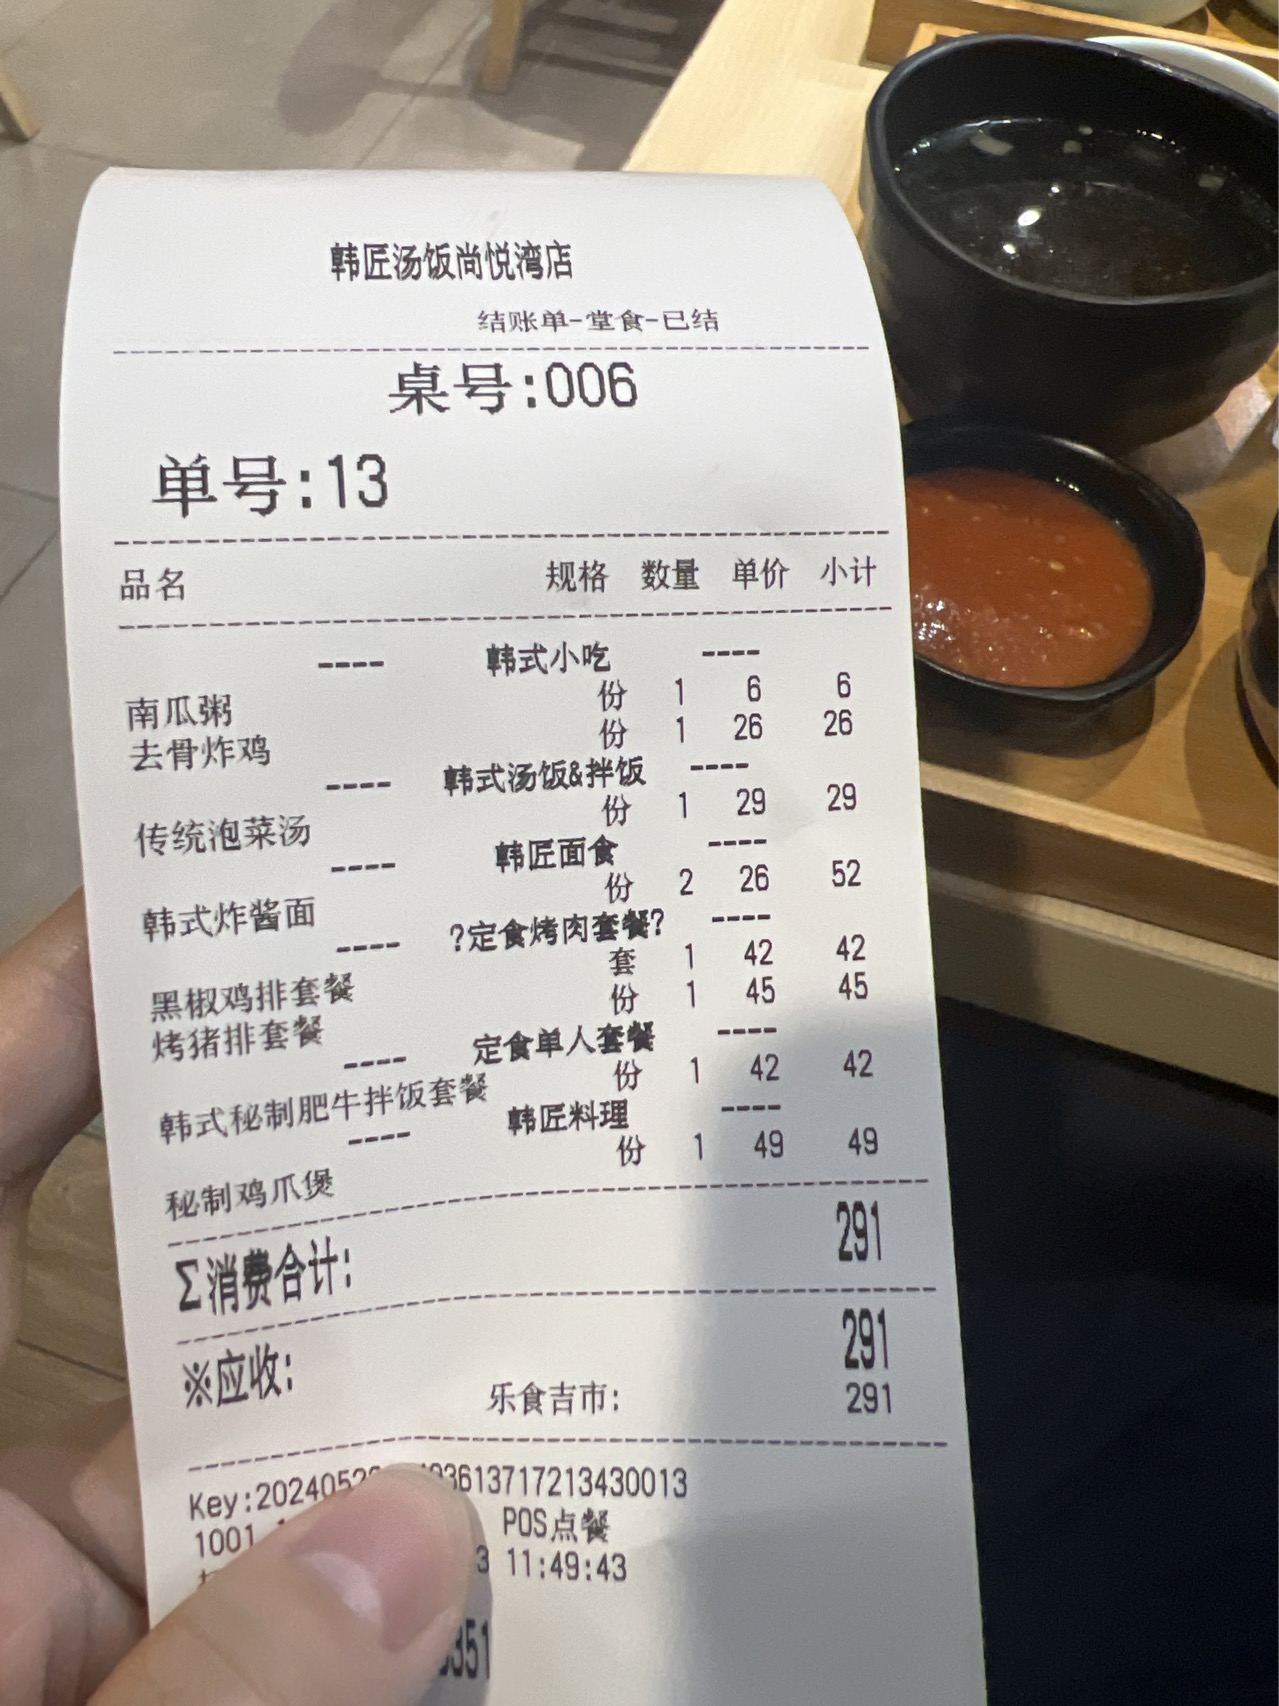 韩匠汤饭尚悦湾店
结账单-堂食-已结
桌号:006
单号:13
品名 规格 数量 单价 小计
---- 韩式小吃 ----
南瓜粥 份 1 6 6
去骨炸鸡 份 1 26 26
---- 韩式汤饭&拌饭 ----
传统泡菜汤 份 1 29 29
---- 韩匠面食 ----
韩式炸酱面 份 2 26 52
---- ?定食烤肉套餐? ----
黑椒鸡排套餐 套 1 42 42
烤猪排套餐 份 1 45 45
---- 定食单人套餐 ----
韩式秘制肥牛拌饭套餐 份 1 42 42
---- 韩匠料理 ----
秘制鸡爪煲 份 1 49 49
Σ消费合计: 291
※应收: 291
乐食吉市: 291
Key:2024052 3613717213430013
1001 POS点餐
3 11:49:43
351